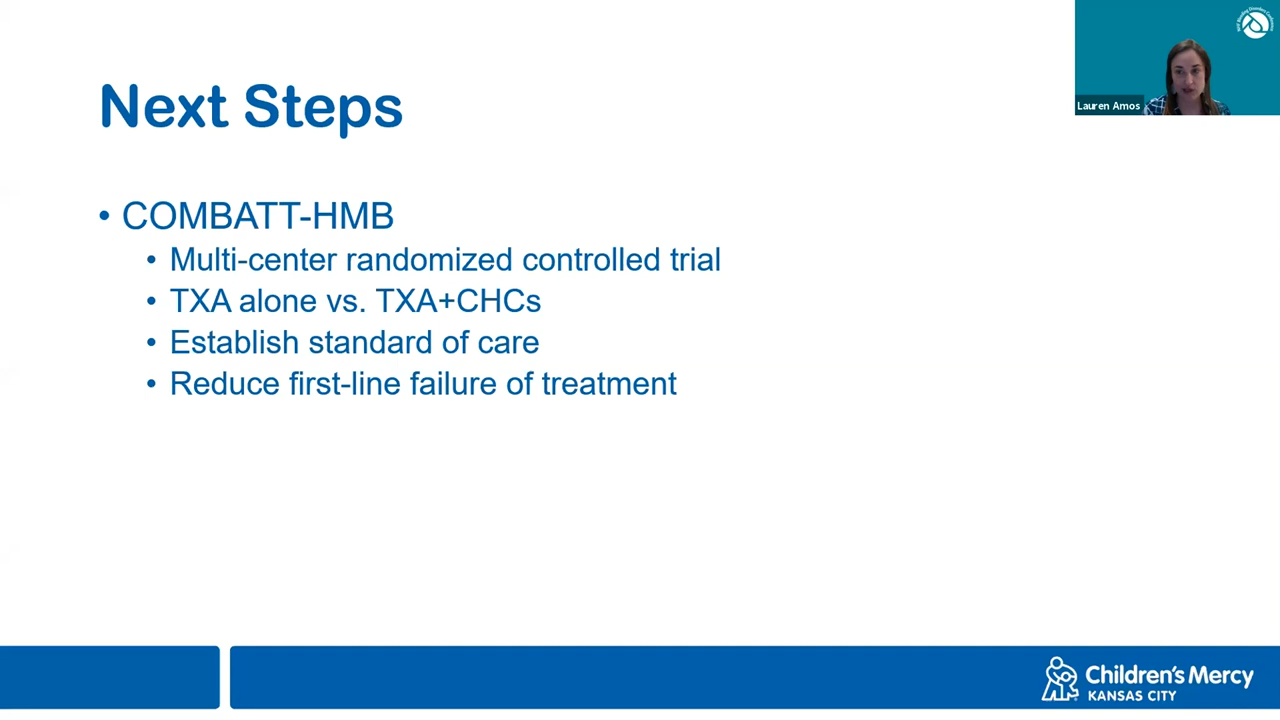 Next Steps
Lauren Amos
• COMBATT-HMB
• Multi-center randomized controlled trial
• TXA alone vs. TXA+CHCs
• Establish standard of care
• Reduce first-line failure of treatment
Children's Mercy
KANSAS CITY